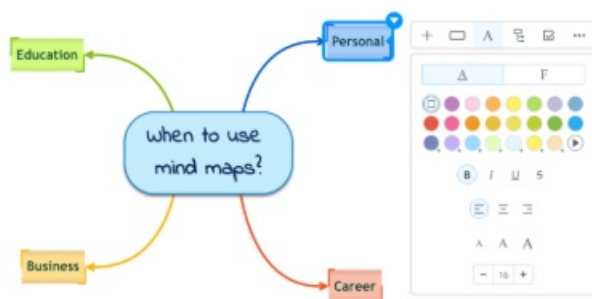 Education
Personal
when to use
mind maps?
Business
Career
A
A F
B I U S
A A A
− 16 +